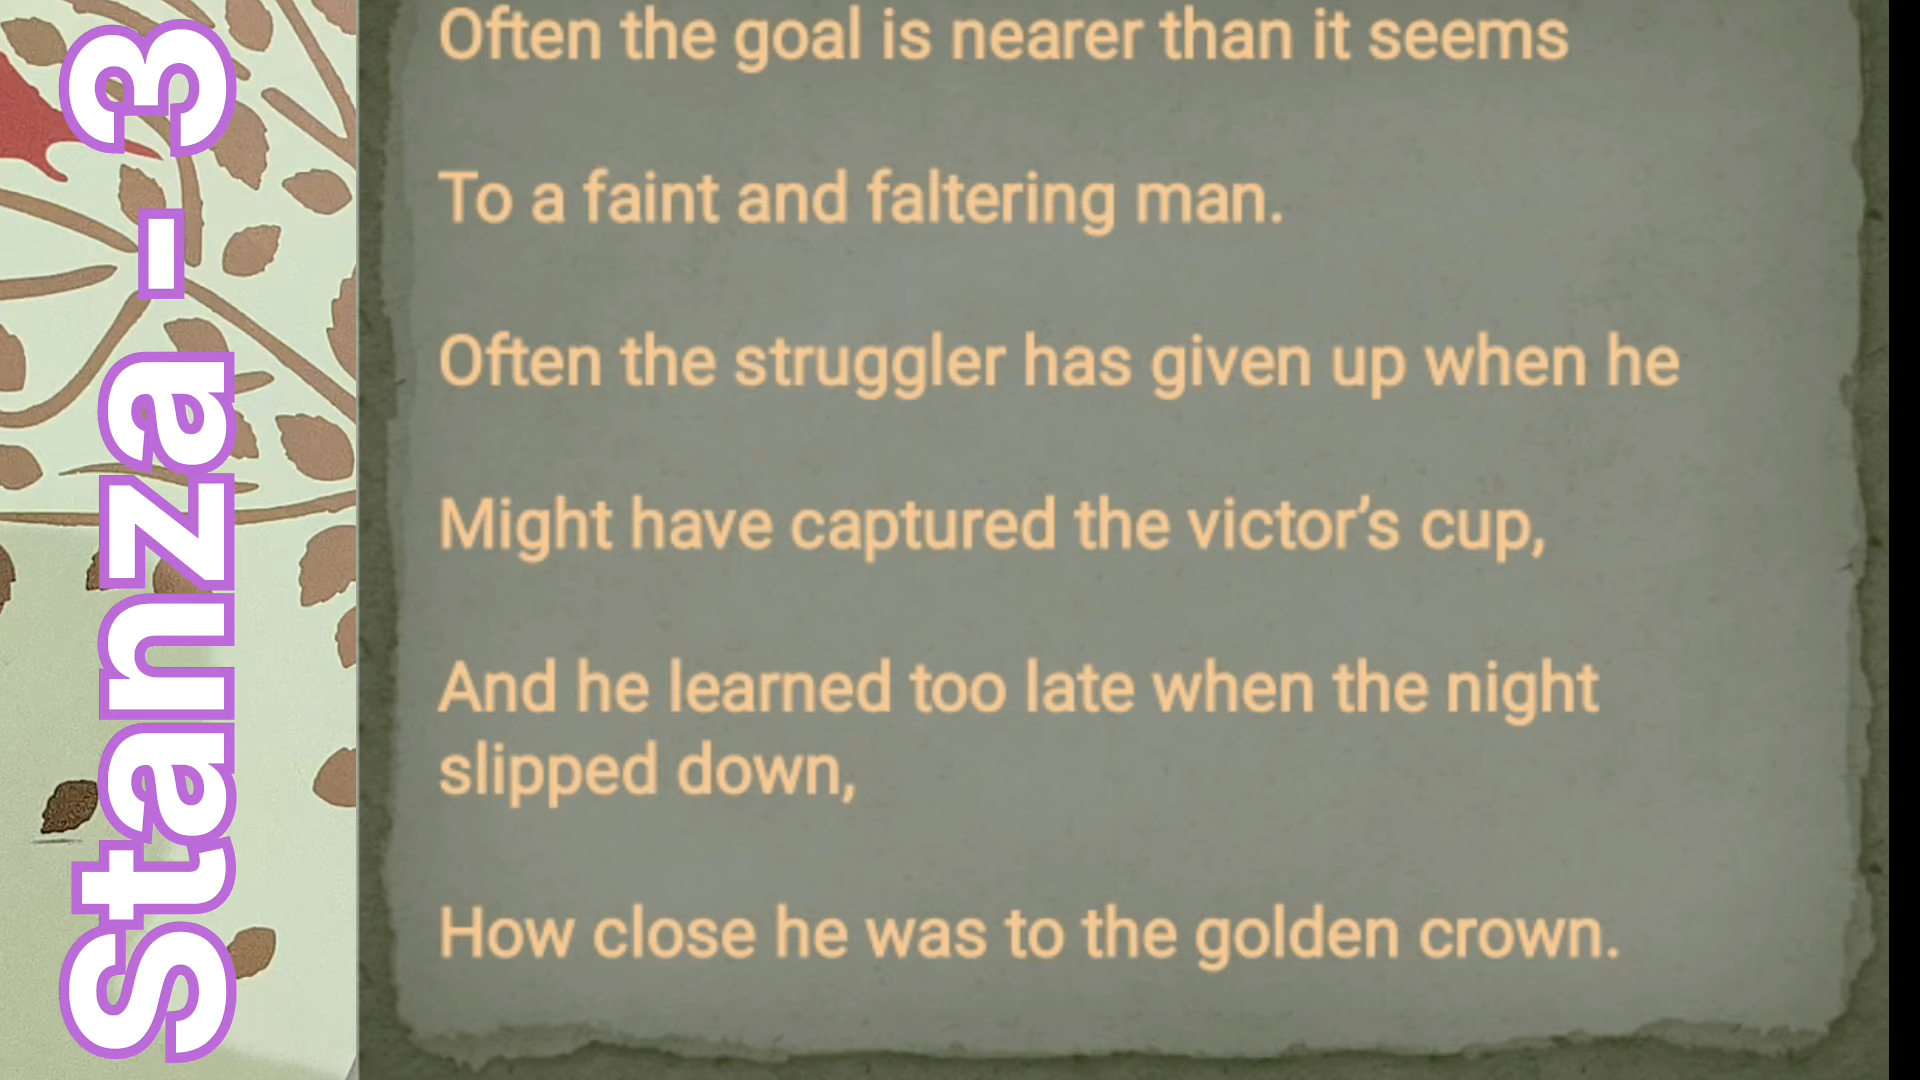 Stanza - 3
Often the goal is nearer than it seems
To a faint and faltering man.
Often the struggler has given up when he
Might have captured the victor’s cup,
And he learned too late when the night
slipped down,
How close he was to the golden crown.